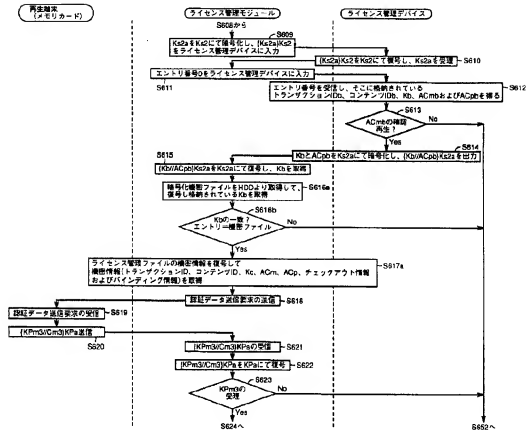 再生端末
(メモリカード)
ライセンス管理モジュール
ライセンス管理デバイス
S608から
S609
Ks2aをKs2にて暗号化し、{Ks2a}Ks2
をライセンス管理デバイスに入力
{Ks2a}Ks2をKs2にて復号し、Ks2aを受理
S610
エントリ番号0をライセンス管理デバイスに入力
S611
S612
エントリ番号を受信し、そこに格納されている
トランザクションIDb、コンテンツIDb、Kb、ACmbおよびACpbを得る
S613
ACmbの確認
再生?
No
Yes
S614
KbとACpbをKs2aにて暗号化し、{Kb//ACpb}Ks2aを出力
S615
{Kb//ACpb}Ks2aをKs2aにて復号し、Kbを取得
暗号化機密ファイルをHDDより取得して、
復号し格納されているKbを取得
S616a
S616b
Kbの一致?
エントリー機密ファイル
No
Yes
ライセンス管理ファイルの機密情報を復号して
機密情報(トランザクションID、コンテンツID、Kc、ACm、ACp、チェックアウト情報
およびバインディング情報)を取得
S617a
認証データ送信要求の送信
S618
認証データ送信要求の受信
S619
{KPm3//Cm3}KPa送信
S620
{KPm3//Cm3}KPaの受信
S621
{KPm3//Cm3}KPaをKPaにて復号
S622
S623
KPm3の
受理
No
Yes
S624へ
S652へ